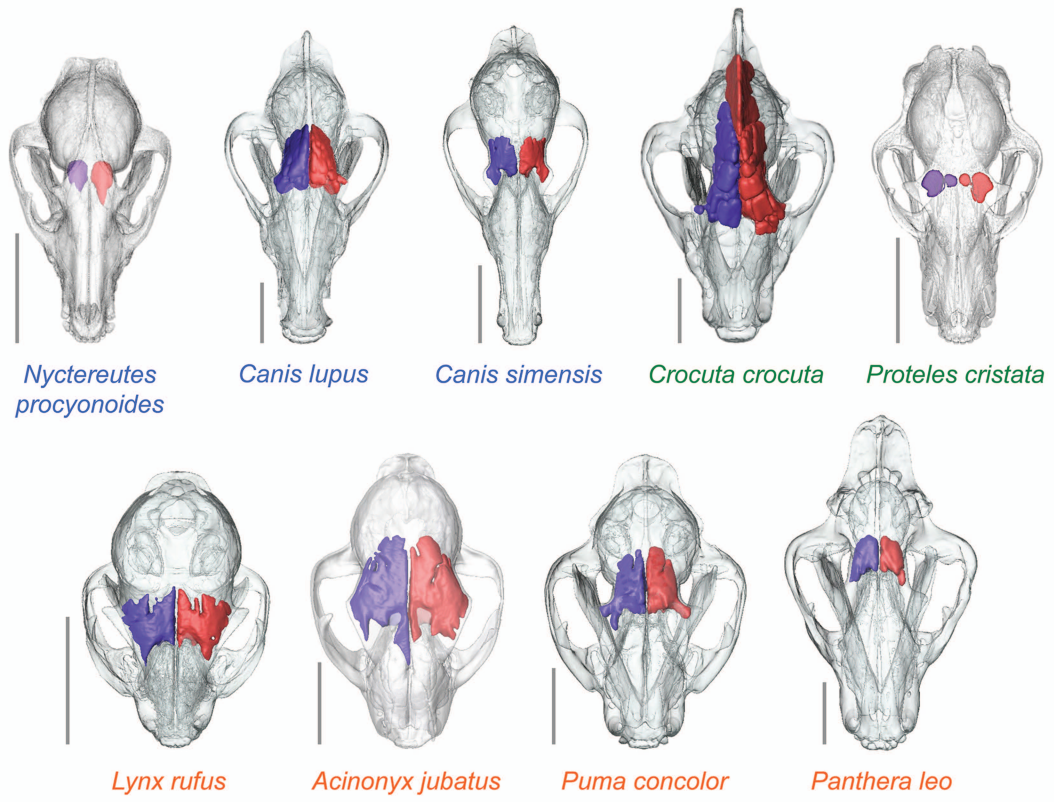 Nyctereutes
procyonoides
Canis lupus
Canis simensis
Crocuta crocuta
Proteles cristata
Lynx rufus
Acinonyx jubatus
Puma concolor
Panthera leo